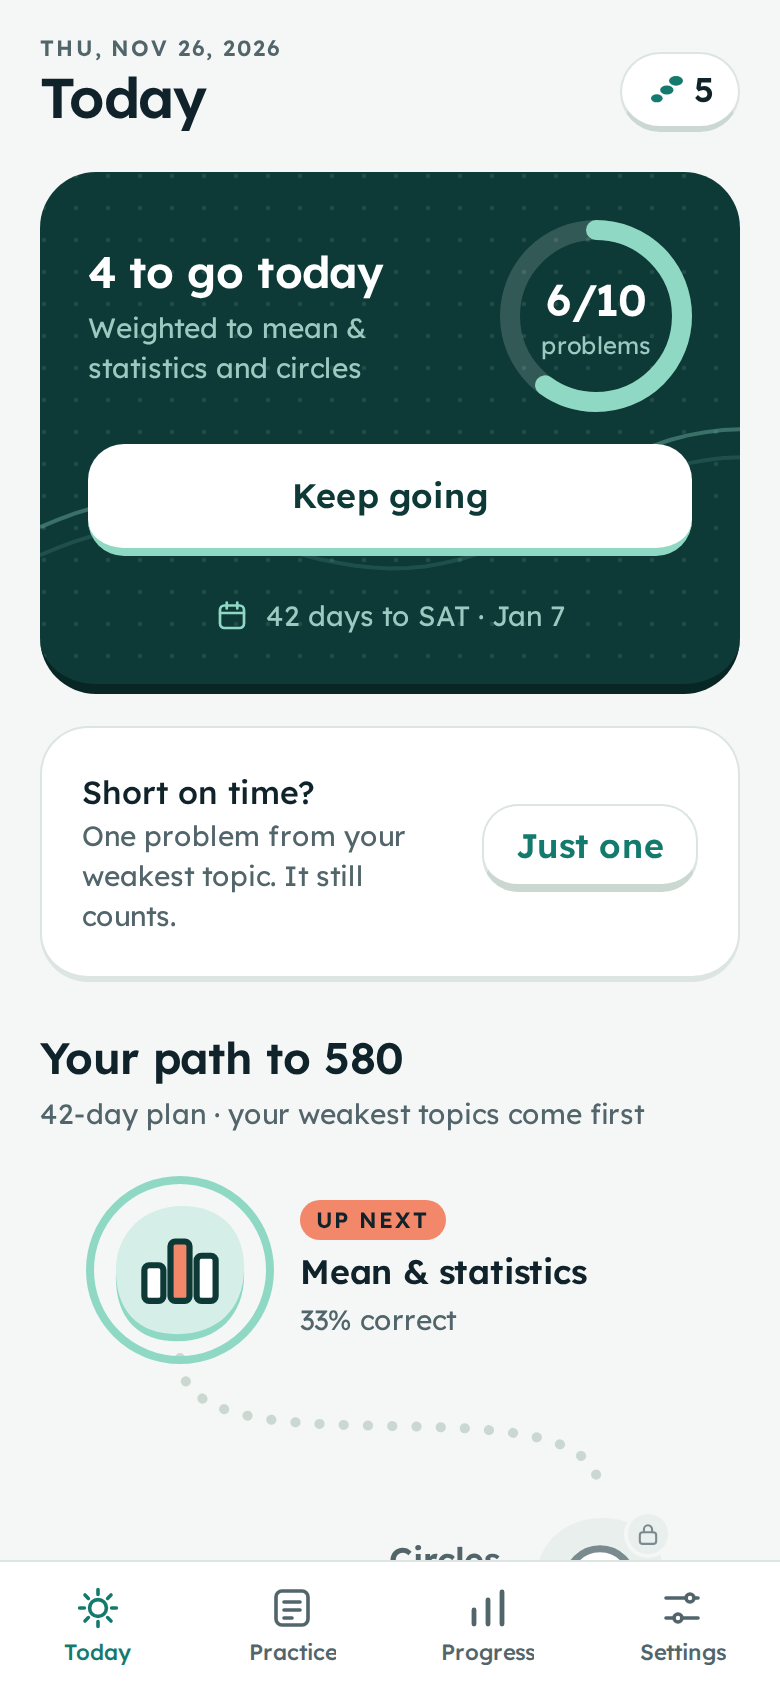 THU, NOV 26, 2026
Today
5
4 to go today
Weighted to mean &
statistics and circles
6/10
problems
Keep going
42 days to SAT · Jan 7
Short on time?
One problem from your
weakest topic. It still
counts.
Just one
Your path to 580
42-day plan · your weakest topics come first
UP NEXT
Mean & statistics
33% correct
Circles
Today
Practice
Progress
Settings